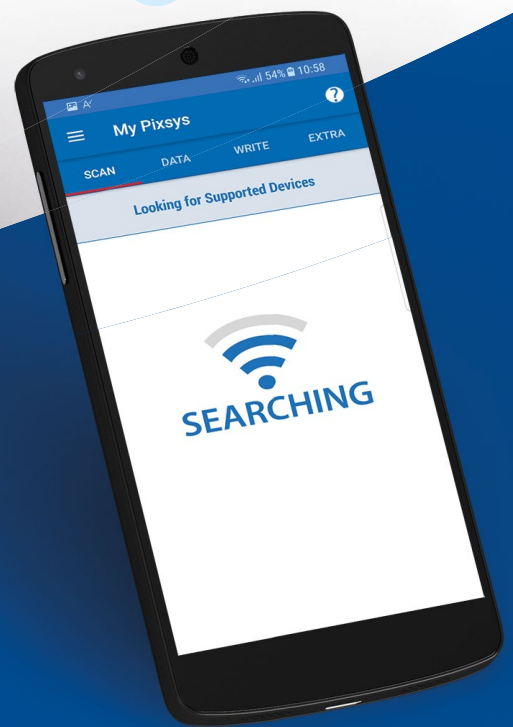 54% 10:58
My Pixsys
?
SCAN DATA WRITE EXTRA
Looking for Supported Devices
SEARCHING